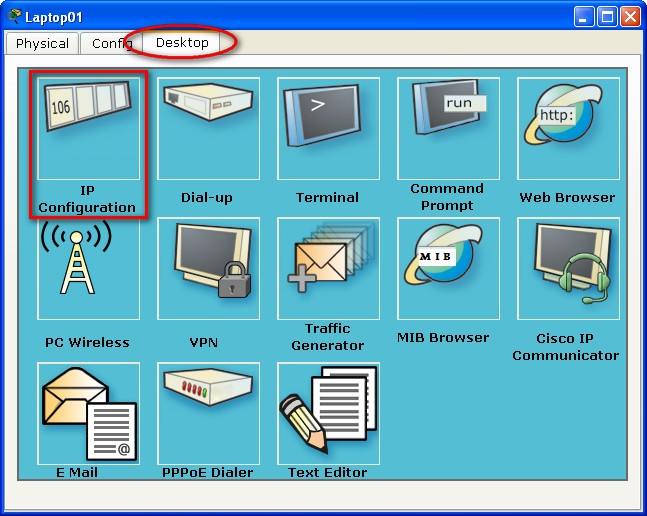 Laptop01
Physical Config Desktop
106
>
run
http:
IP
Configuration
Dial-up
Terminal
Command
Prompt
Web Browser
MIB
PC Wireless
VPN
Traffic
Generator
MIB Browser
Cisco IP
Communicator
@
E Mail
PPPoE Dialer
Text Editor